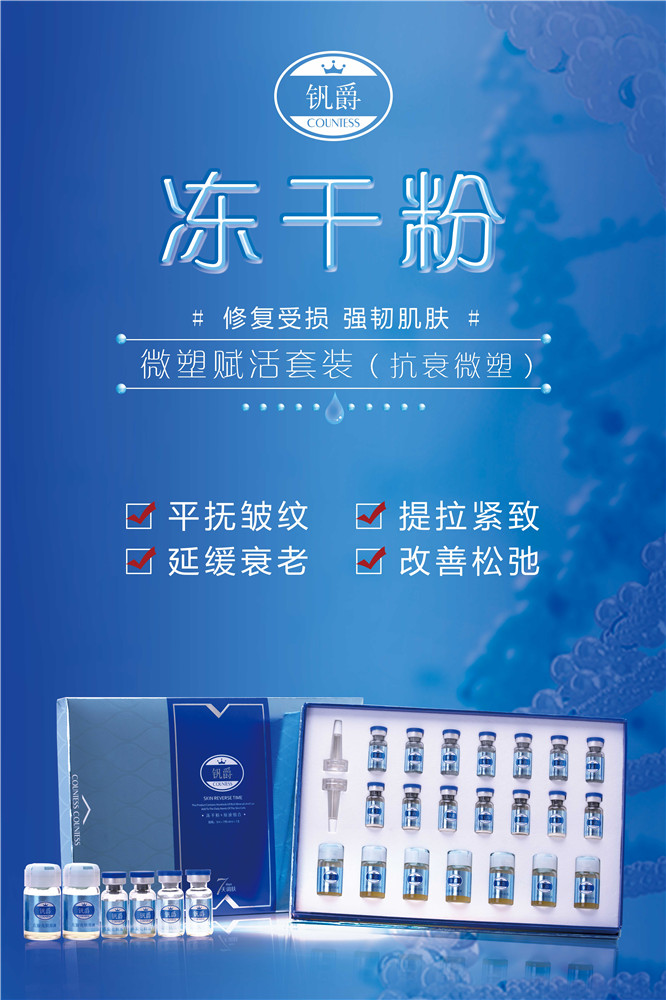 钒爵
COUNTESS
冻干粉
# 修复受损 强韧肌肤 #
微塑赋活套装（抗衰微塑）
平抚皱纹
提拉紧致
延缓衰老
改善松弛
钒爵
COUNTESS
SKIN REVERSE TIME
COUNTESS COUNTESS